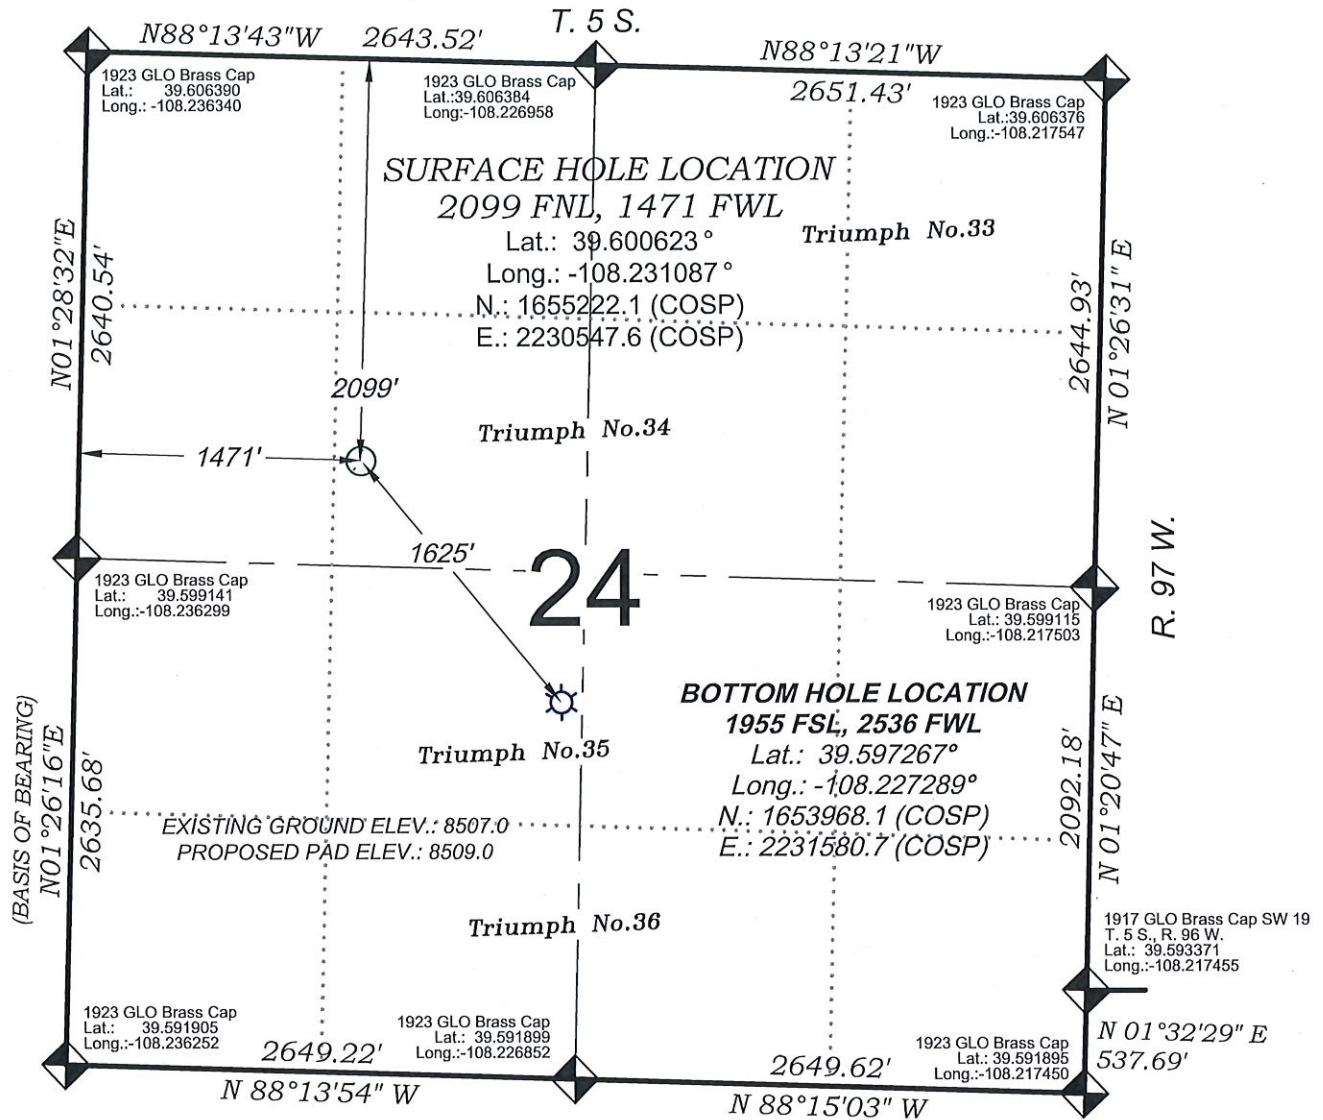 T. 5 S.
N88°13'43"W 2643.52'
N88°13'21"W
2651.43'
1923 GLO Brass Cap
Lat.: 39.606390
Long.: -108.236340
1923 GLO Brass Cap
Lat.:39.606384
Long:-108.226958
1923 GLO Brass Cap
Lat.:39.606376
Long.:-108.217547
SURFACE HOLE LOCATION
2099 FNL, 1471 FWL
Lat.: 39.600623°
Long.: -108.231087°
N.: 1655222.1 (COSP)
E.: 2230547.6 (COSP)
Triumph No.33
N01°28'32"E
2640.54'
2644.93'
N 01°26'31" E
2099'
Triumph No.34
1471'
1625'
24
R. 97 W.
1923 GLO Brass Cap
Lat.: 39.599141
Long.:-108.236299
1923 GLO Brass Cap
Lat.: 39.599115
Long.:-108.217503
BOTTOM HOLE LOCATION
1955 FSL, 2536 FWL
Lat.: 39.597267°
Long.: -108.227289°
N.: 1653968.1 (COSP)
E.: 2231580.7 (COSP)
Triumph No.35
(BASIS OF BEARING)
N01°26'16"E
2635.68'
2092.18'
N 01°20'47" E
EXISTING GROUND ELEV.: 8507.0
PROPOSED PAD ELEV.: 8509.0
Triumph No.36
1917 GLO Brass Cap SW 19
T. 5 S., R. 96 W.
Lat.: 39.593371
Long.:-108.217455
1923 GLO Brass Cap
Lat.: 39.591905
Long.:-108.236252
1923 GLO Brass Cap
Lat.: 39.591899
Long.:-108.226852
1923 GLO Brass Cap
Lat.: 39.591895
Long.:-108.217450
N 01°32'29" E
537.69'
2649.22'
N 88°13'54" W
2649.62'
N 88°15'03" W